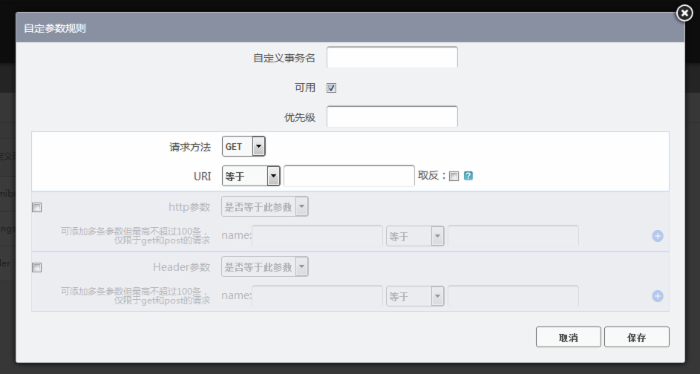 自定参数规则
自定义事务名
可用
优先级
请求方法 GET
URI 等于 取反：
http参数 是否等于此参数
可添加多条参数但最高不超过100条，
仅限于get和post的请求
name: 等于
Header参数 是否等于此参数
可添加多条参数但最高不超过100条，
仅限于get和post的请求
name: 等于
取消 保存